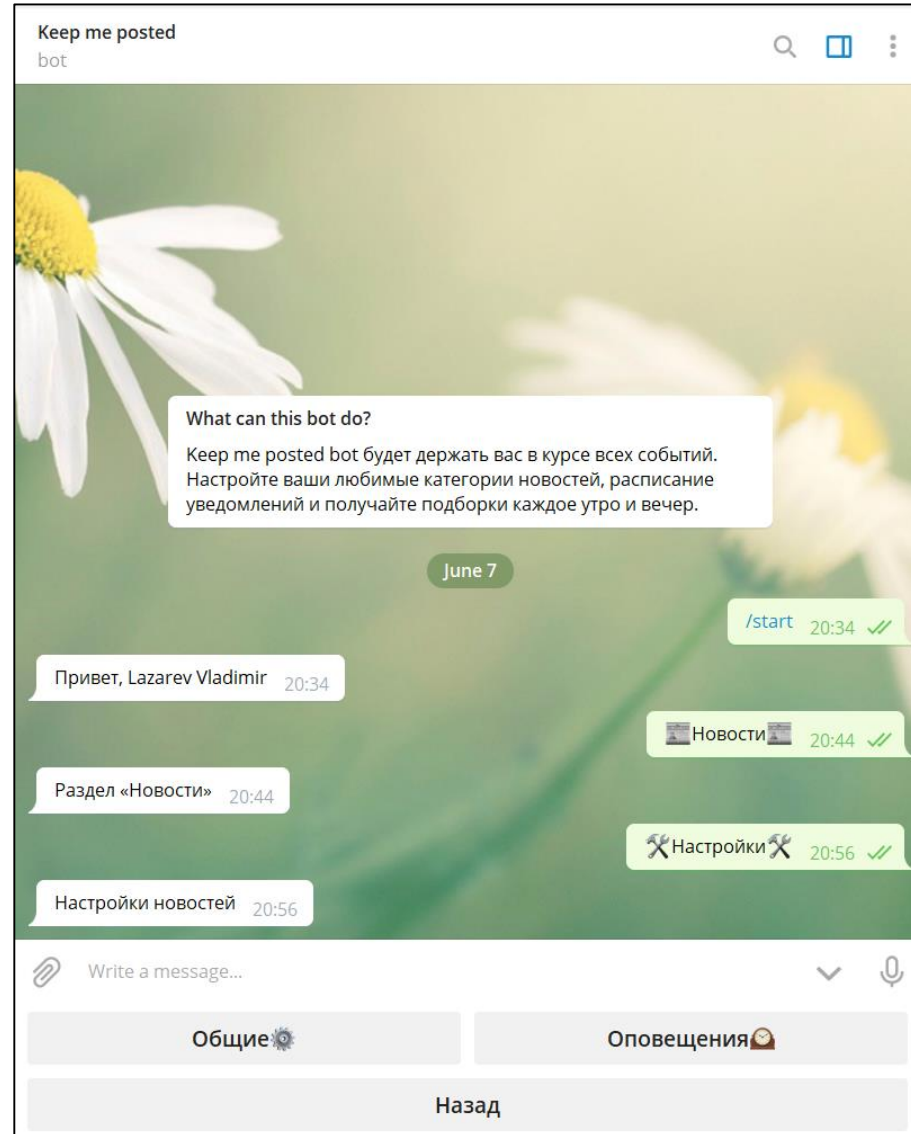 Keep me posted
bot
What can this bot do?
Keep me posted bot будет держать вас в курсе всех событий.
Настройте ваши любимые категории новостей, расписание
уведомлений и получайте подборки каждое утро и вечер.
June 7
/start 20:34
Привет, Lazarev Vladimir 20:34
📰Новости📰 20:44
Раздел «Новости» 20:44
🛠Настройки🛠 20:56
Настройки новостей 20:56
Write a message...
Общие⚙️ Оповещения🕰
Назад